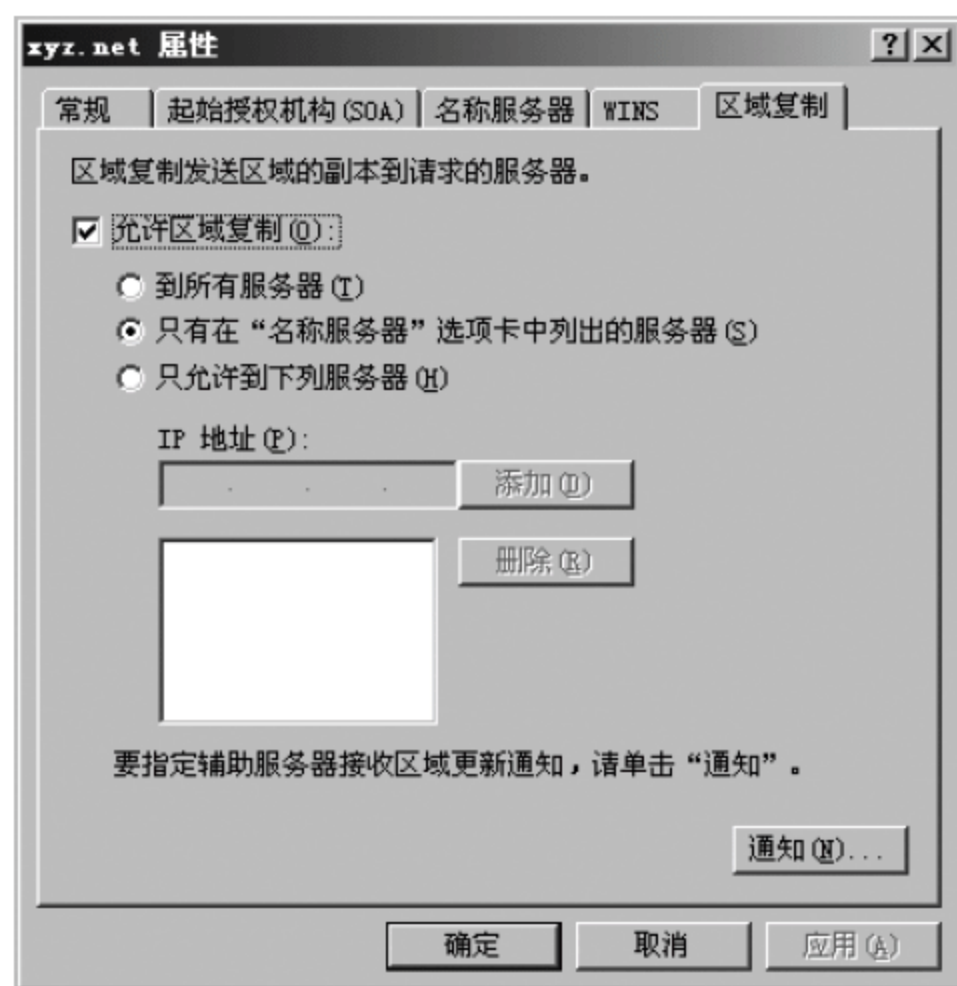 xyz.net 属性
常规 起始授权机构(SOA) 名称服务器 WINS 区域复制
区域复制发送区域的副本到请求的服务器。
允许区域复制(O):
到所有服务器(T)
只有在“名称服务器”选项卡中列出的服务器(S)
只允许到下列服务器(H)
IP 地址(P):
添加(D)
删除(R)
要指定辅助服务器接收区域更新通知，请单击“通知”。
通知(N)...
确定 取消 应用(A)